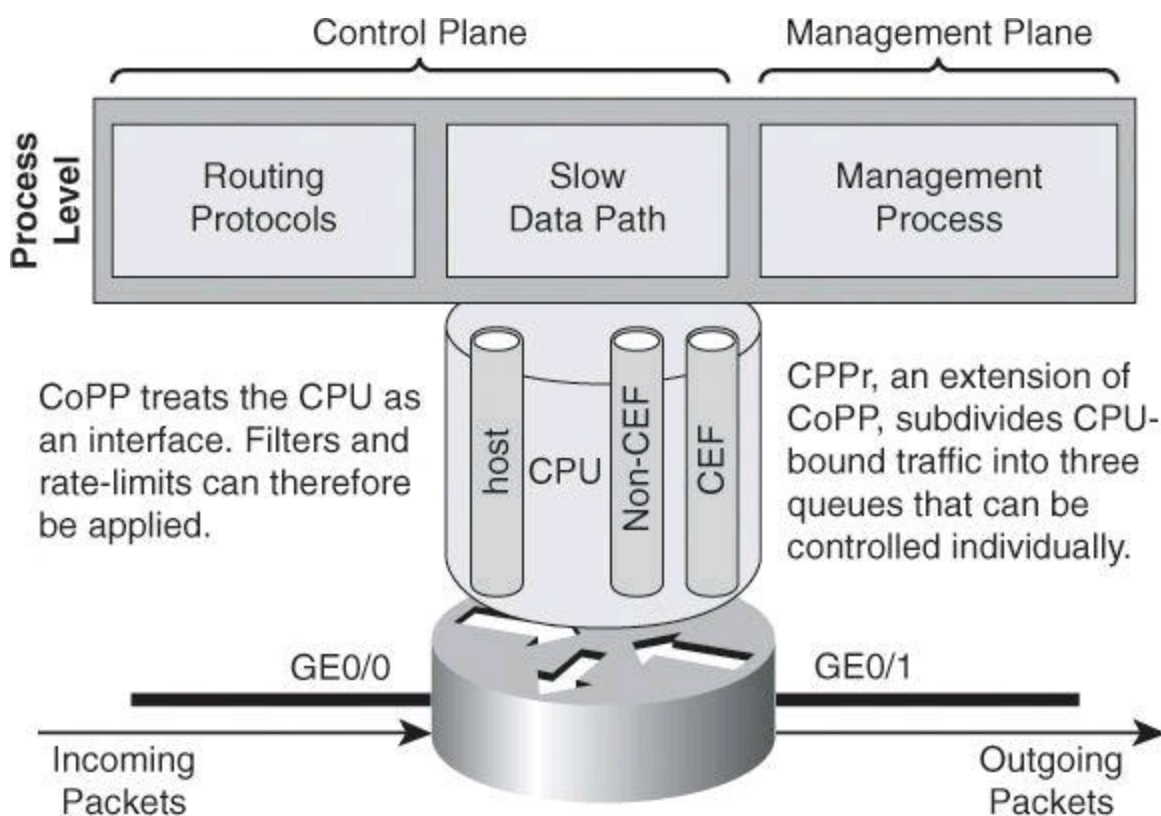 Control Plane
Management Plane
Process
Level
Routing
Protocols
Slow
Data Path
Management
Process
CoPP treats the CPU as
an interface. Filters and
rate-limits can therefore
be applied.
host
CPU
Non-CEF
CEF
CPPr, an extension of
CoPP, subdivides CPU-
bound traffic into three
queues that can be
controlled individually.
GE0/0
GE0/1
Incoming
Packets
Outgoing
Packets